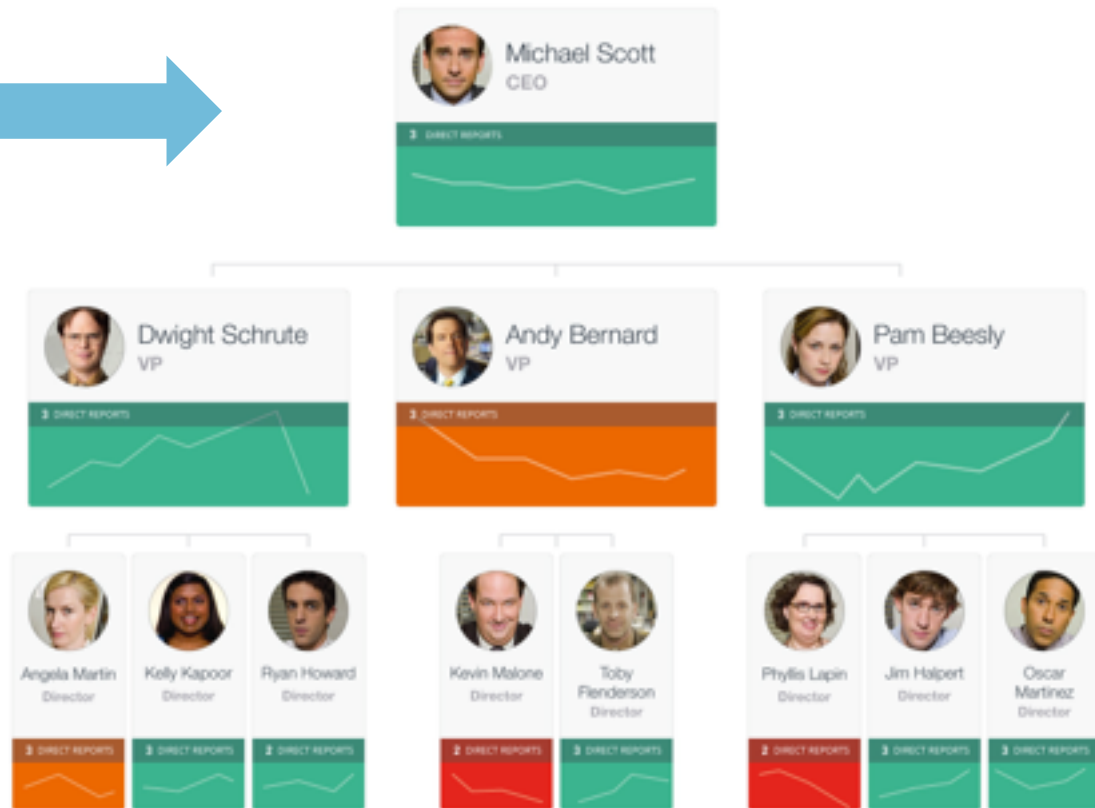 Michael Scott
CEO
3 DIRECT REPORTS
Dwight Schrute
VP
3 DIRECT REPORTS
Andy Bernard
VP
3 DIRECT REPORTS
Pam Beesly
VP
3 DIRECT REPORTS
Angela Martin
Director
3 DIRECT REPORTS
Kelly Kapoor
Director
3 DIRECT REPORTS
Ryan Howard
Director
2 DIRECT REPORTS
Kevin Malone
Director
2 DIRECT REPORTS
Toby
Flenderson
Director
3 DIRECT REPORTS
Phyllis Lapin
Director
2 DIRECT REPORTS
Jim Halpert
Director
3 DIRECT REPORTS
Oscar
Martinez
Director
3 DIRECT REPORTS